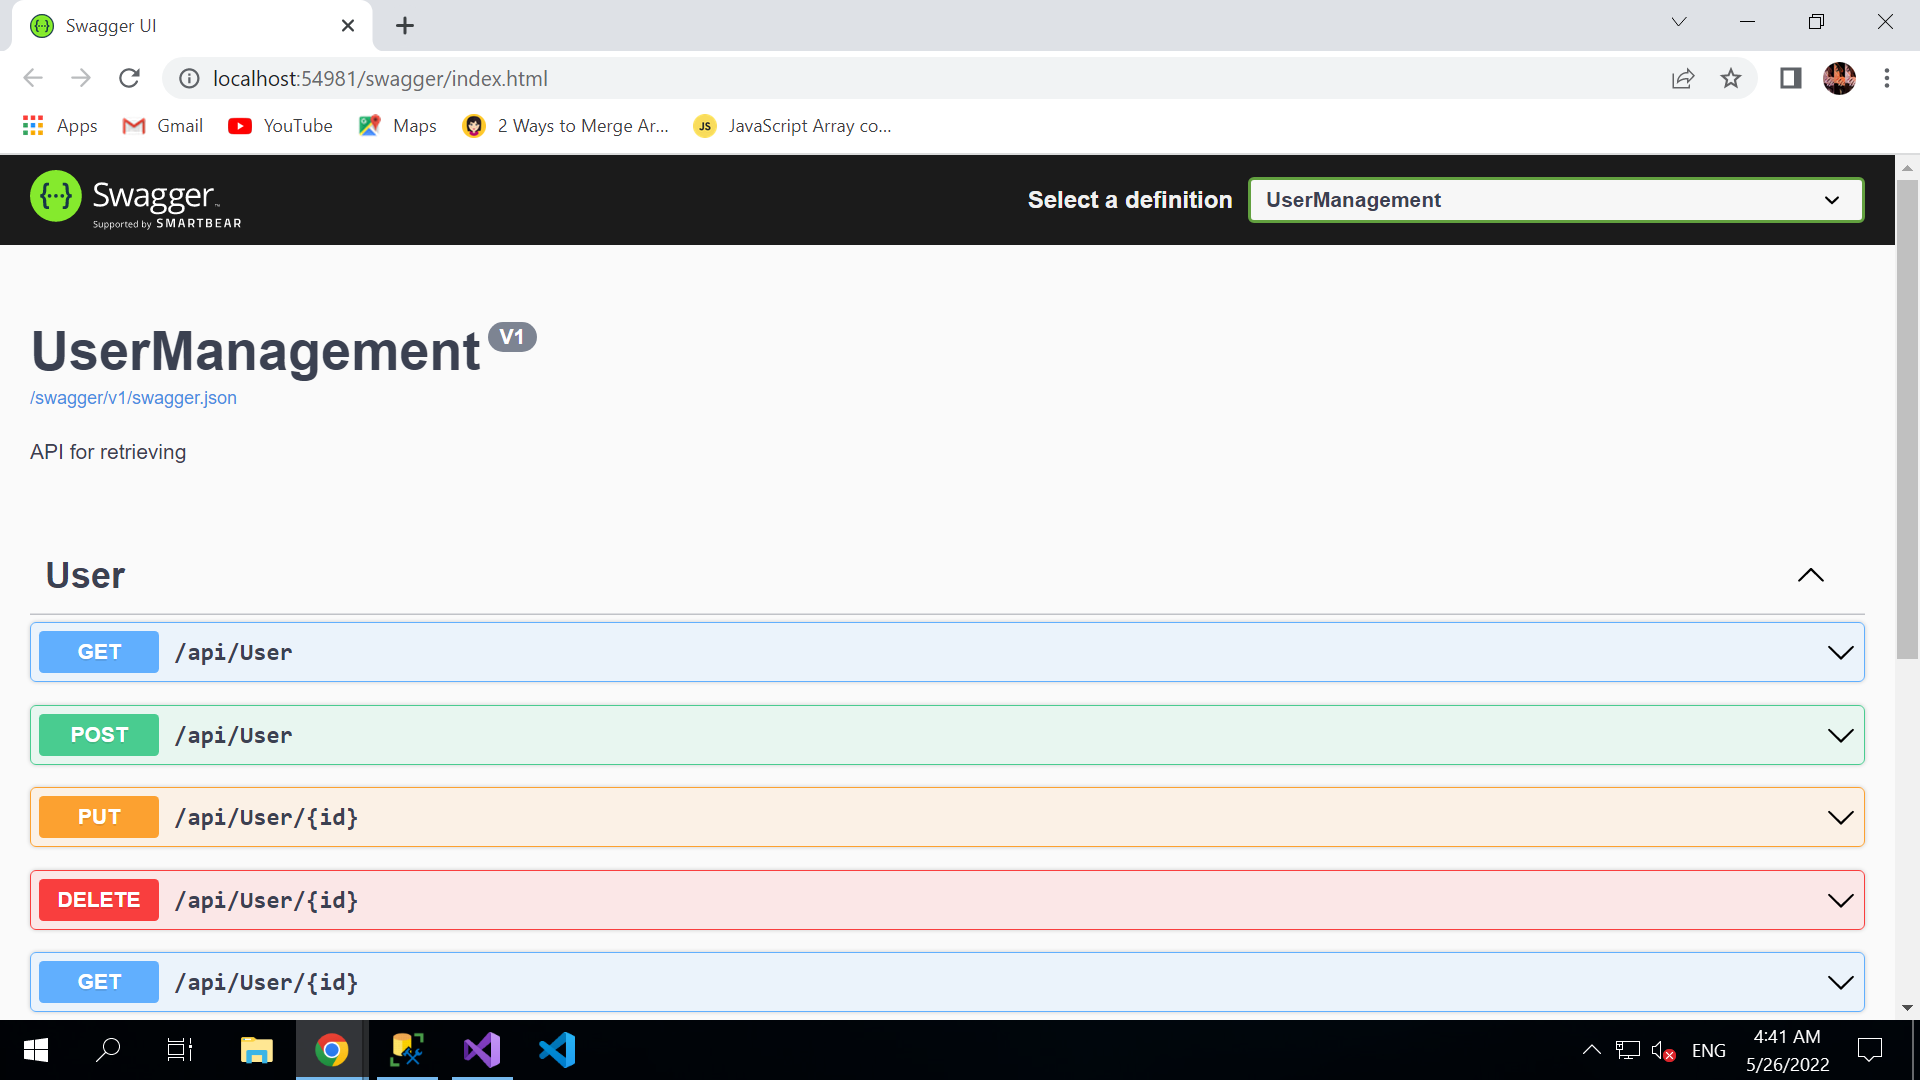 Swagger UI
localhost:54981/swagger/index.html
Apps Gmail YouTube Maps 2 Ways to Merge Ar... JS JavaScript Array co...
{···} Swagger™
Supported by SMARTBEAR
Select a definition UserManagement
UserManagement V1
/swagger/v1/swagger.json
API for retrieving
User
GET /api/User
POST /api/User
PUT /api/User/{id}
DELETE /api/User/{id}
GET /api/User/{id}
ENG 4:41 AM
5/26/2022